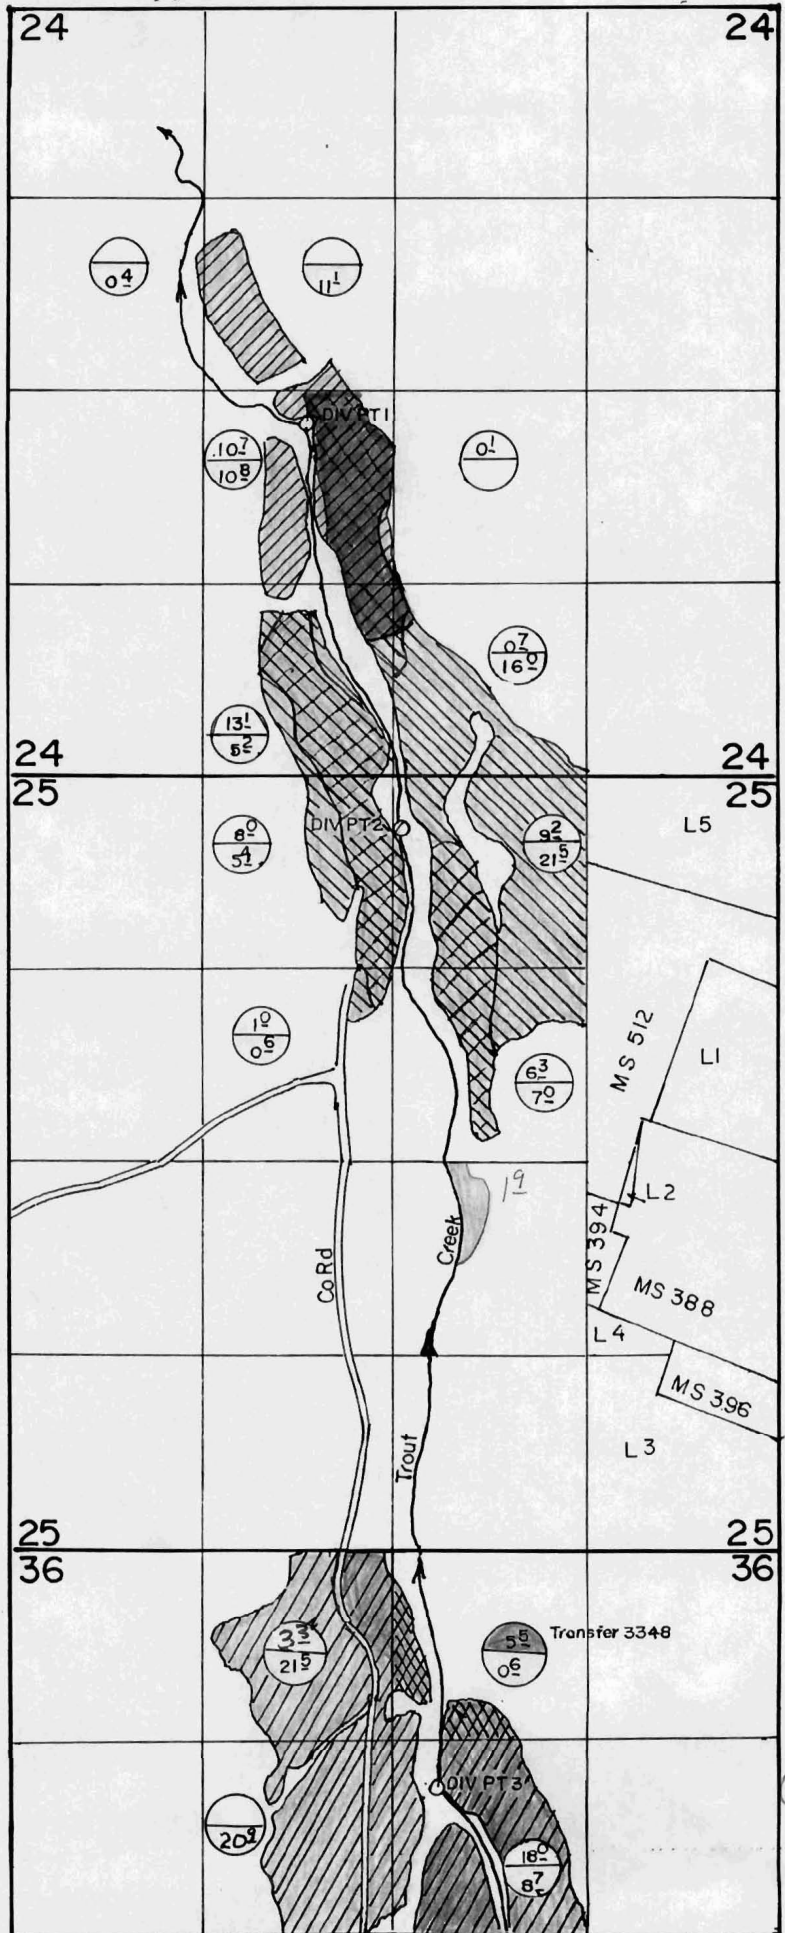 24 24
0 4
11 1
DIV PT1
10 7
10 8
0 1
0 7
16 0
13 1
5 2
24 24
25 25
DIV PT2
8 0
5 4
9 2
21 5
L5
1 0
0 6
MS 512
L1
6 3
7 0
1 9
L2
MS 394
Creek
Co Rd
MS 388
L4
MS 396
L3
Trout
25 25
36 36
3 3
21 5
5 5
0 6
Transfer 3348
DIV PT3
20 9
18 0
8 7